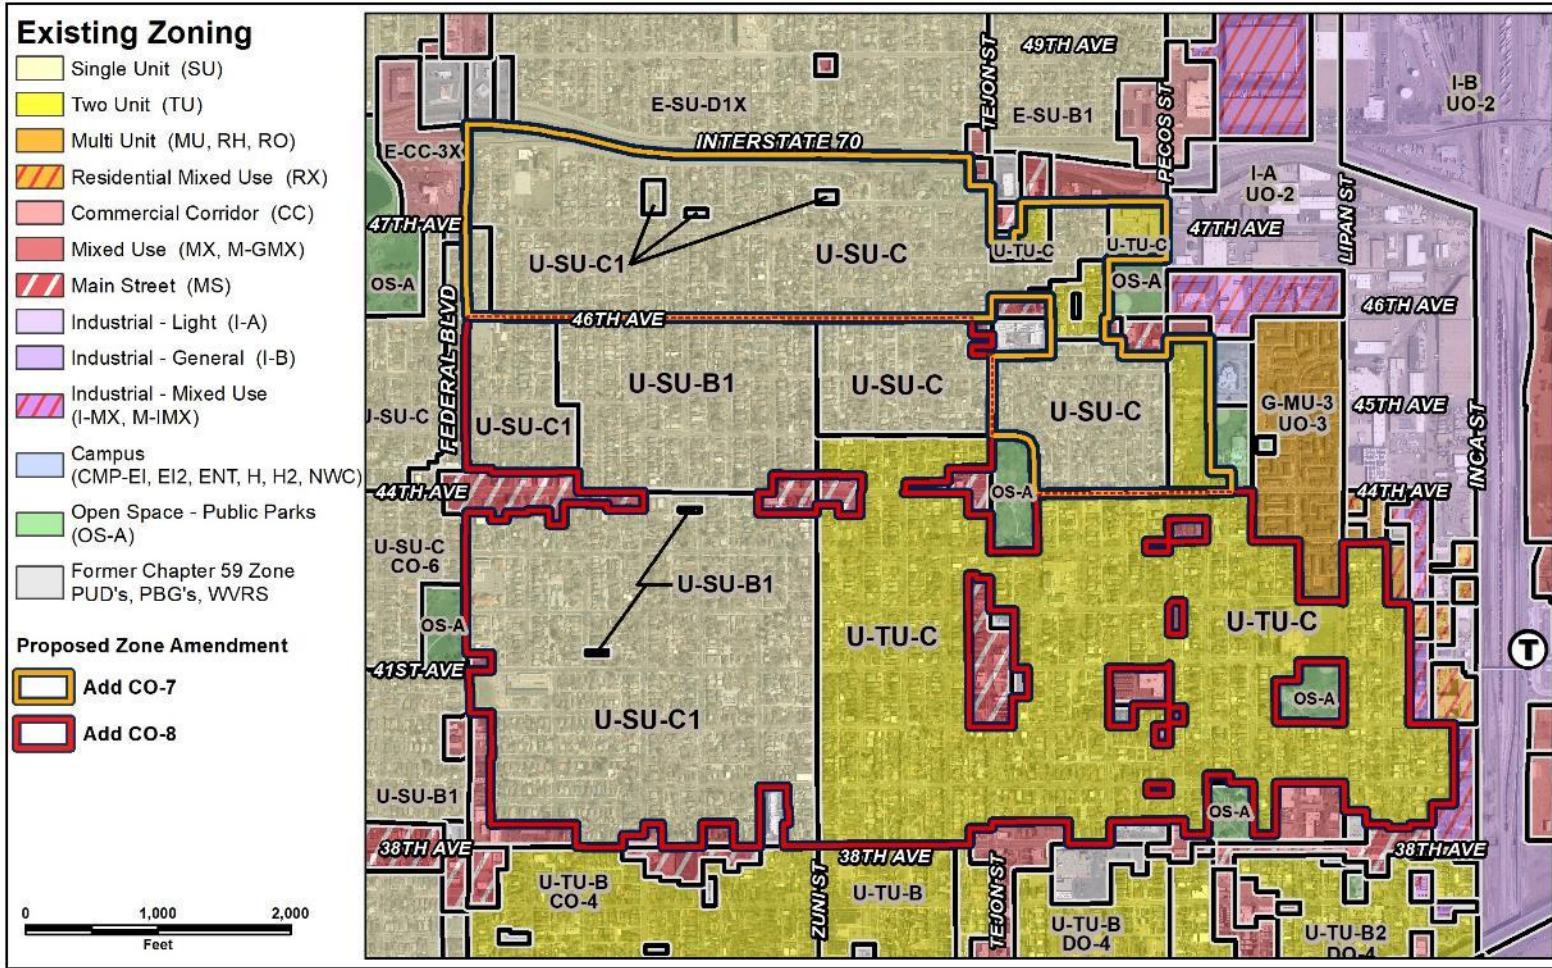 Existing Zoning
Single Unit (SU)
Two Unit (TU)
Multi Unit (MU, RH, RO)
Residential Mixed Use (RX)
Commercial Corridor (CC)
Mixed Use (MX, M-GMX)
Main Street (MS)
Industrial - Light (I-A)
Industrial - General (I-B)
Industrial - Mixed Use
(I-MX, M-IMX)
Campus
(CMP-EI, EI2, ENT, H, H2, NWC)
Open Space - Public Parks
(OS-A)
Former Chapter 59 Zone
PUD's, PBG's, WVRS
Proposed Zone Amendment
Add CO-7
Add CO-8
0 1,000 2,000
Feet
TEJON ST
49TH AVE
PECOS ST
I-B
UO-2
E-SU-D1X
E-SU-B1
INTERSTATE 70
E-CC-3X
I-A
UO-2
LIPAN ST
47TH AVE
U-SU-C1
U-SU-C
U-TU-C
U-TU-C
47TH AVE
OS-A
OS-A
FEDERAL BLVD
46TH AVE
46TH AVE
U-SU-B1
U-SU-C
U-SU-C
U-SU-C
U-SU-C1
G-MU-3
UO-3
45TH AVE
INCA ST
44TH AVE
OS-A
44TH AVE
U-SU-C
CO-6
U-SU-B1
OS-A
U-TU-C
U-TU-C
T
41ST AVE
U-SU-C1
OS-A
U-SU-B1
OS-A
38TH AVE
38TH AVE
38TH AVE
U-TU-B
CO-4
ZUNI ST
U-TU-B
TEJON ST
U-TU-B
DO-4
U-TU-B2
DO-4